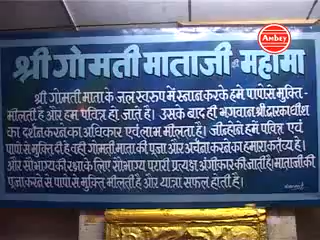 Ambey
श्री गोमती माताजी की महीमा
श्री गोमती माता के जल स्वरुप में स्नान करके हमे पापो से मुक्ति-
मीलती है और हम पवित्र हो जाते है। उसके बाद ही भगवान श्री द्वारकाधीश
का दर्शन करने का अधिकार एवं लाभ मीलता है। जीन्होने हमे पवित्र एवं
पापो से मुक्ति दी है वही गोमती माता की पूजा और अर्चना करने का हमारा कर्तव्य है।
और सौभाग्य की रक्षा के लिए सौभाग्य पुरारी प्रत्यक्ष अंगीकार की जाती है। माताजी की
पूजा करने से पापो से मुक्ति मीलती है और यात्रा सफल होती है।